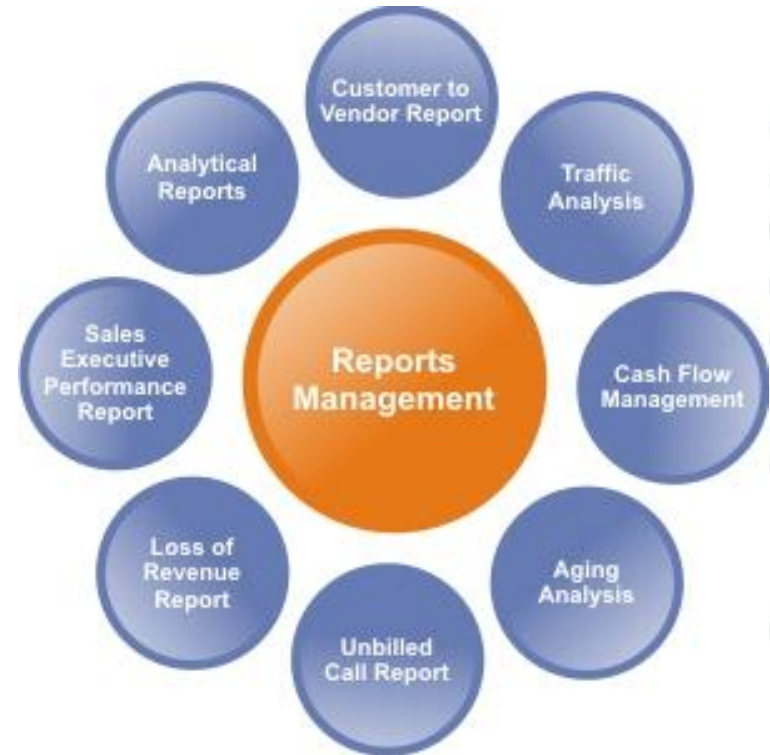 Customer to
Vendor Report
Traffic
Analysis
Cash Flow
Management
Aging
Analysis
Unbilled
Call Report
Loss of
Revenue
Report
Sales
Executive
Performance
Report
Analytical
Reports
Reports
Management